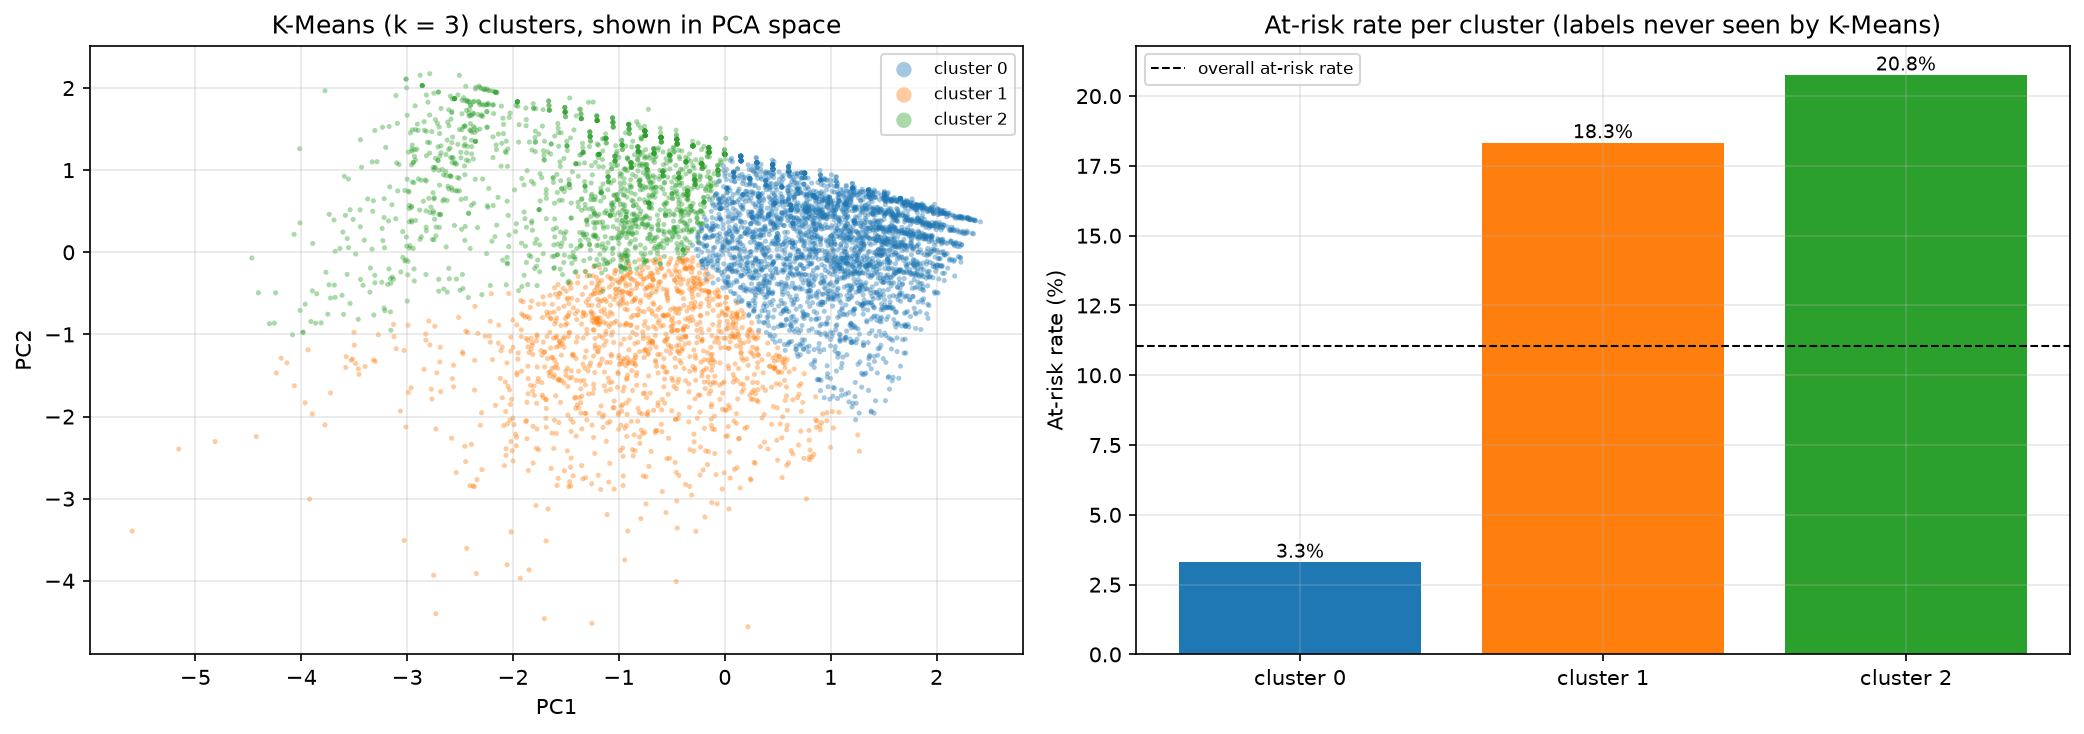 K-Means (k = 3) clusters, shown in PCA space
cluster 0
cluster 1
cluster 2
2
1
0
−1
−2
−3
−4
PC2
−5
−4
−3
−2
−1
0
1
2
PC1
At-risk rate per cluster (labels never seen by K-Means)
overall at-risk rate
20.0
17.5
15.0
12.5
10.0
7.5
5.0
2.5
0.0
At-risk rate (%)
3.3%
18.3%
20.8%
cluster 0
cluster 1
cluster 2